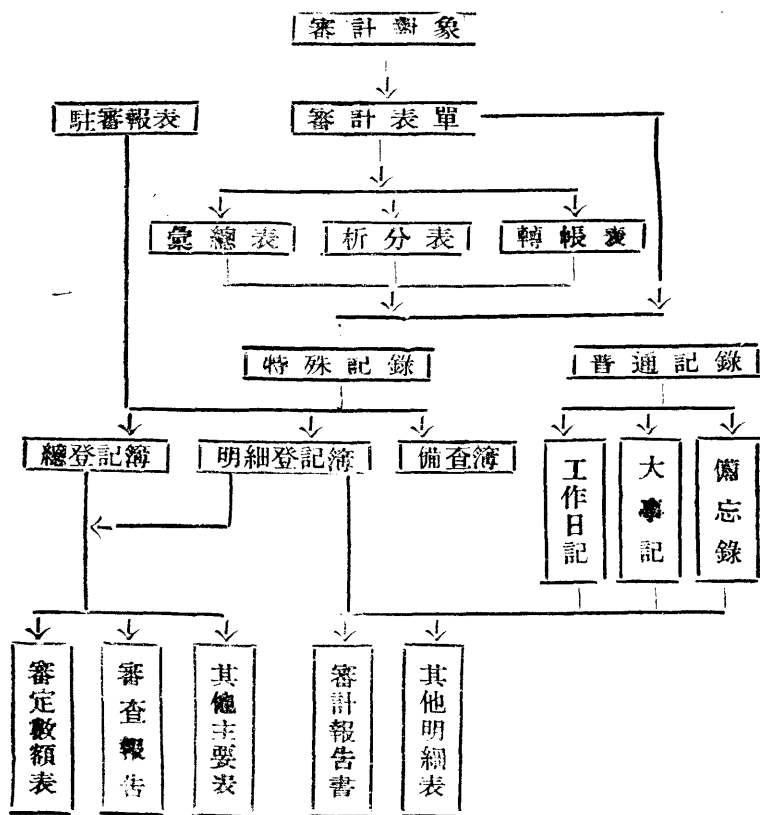 審計對象
駐審報表
審計表單
彙總表
析分表
轉帳表
特殊記錄
普通記錄
總登記簿
明細登記簿
備查簿
工作日記
大事記
備忘錄
審定數額表
審查報告
其他主要表
審計報告書
其他明細表